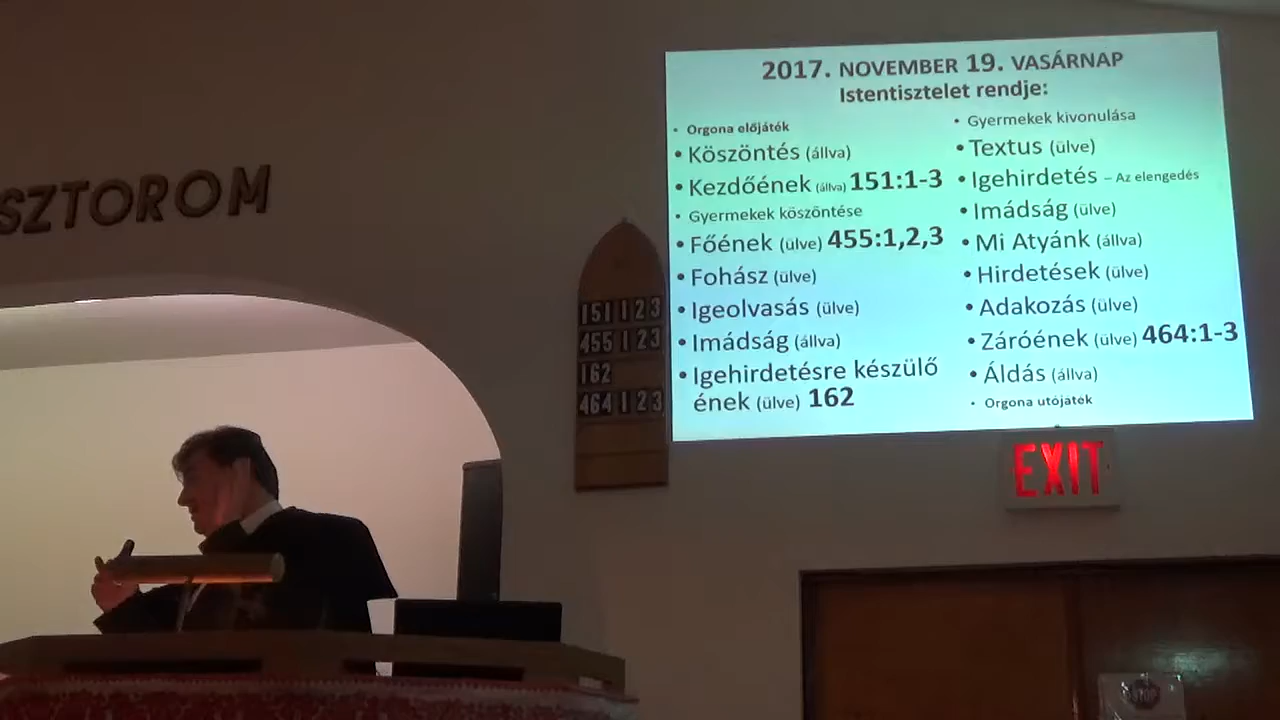 SZTOROM
151 1 2 3
455 1 2 3
162
464 1 2 3
2017. NOVEMBER 19. VASÁRNAP
Istentisztelet rendje:
• Orgona előjáték
• Köszöntés (állva)
• Kezdőének (állva) 151:1-3
• Gyermekek köszöntése
• Főének (ülve) 455:1,2,3
• Fohász (ülve)
• Igeolvasás (ülve)
• Imádság (állva)
• Igehirdetésre készülő
ének (ülve) 162
• Gyermekek kivonulása
• Textus (ülve)
• Igehirdetés – Az elengedés
• Imádság (ülve)
• Mi Atyánk (állva)
• Hirdetések (ülve)
• Adakozás (ülve)
• Záróének (ülve) 464:1-3
• Áldás (állva)
• Orgona utójáték
EXIT
STOP